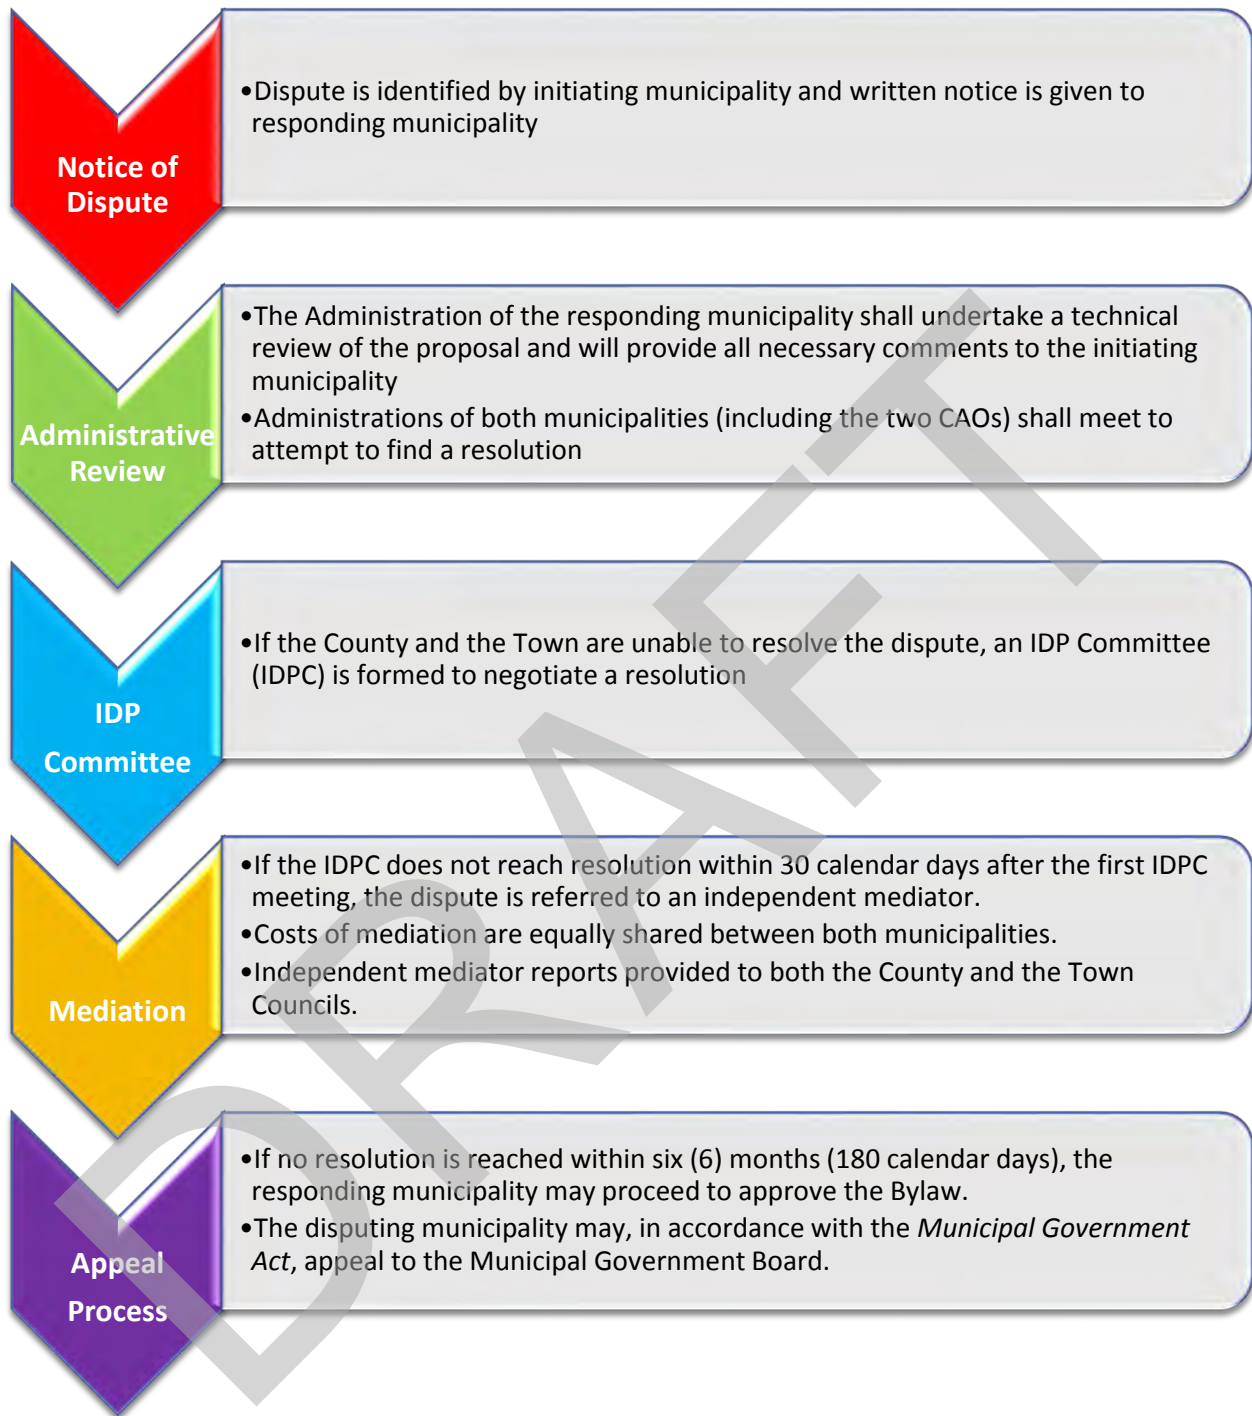 Notice of
Dispute
•Dispute is identified by initiating municipality and written notice is given to
responding municipality
Administrative
Review
•The Administration of the responding municipality shall undertake a technical
review of the proposal and will provide all necessary comments to the initiating
municipality
•Administrations of both municipalities (including the two CAOs) shall meet to
attempt to find a resolution
IDP
Committee
•If the County and the Town are unable to resolve the dispute, an IDP Committee
(IDPC) is formed to negotiate a resolution
Mediation
•If the IDPC does not reach resolution within 30 calendar days after the first IDPC
meeting, the dispute is referred to an independent mediator.
•Costs of mediation are equally shared between both municipalities.
•Independent mediator reports provided to both the County and the Town
Councils.
Appeal
Process
•If no resolution is reached within six (6) months (180 calendar days), the
responding municipality may proceed to approve the Bylaw.
•The disputing municipality may, in accordance with the Municipal Government
Act, appeal to the Municipal Government Board.
DRAFT